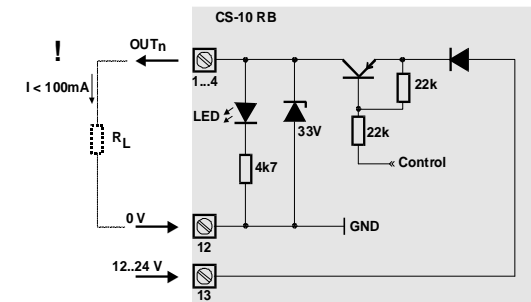 CS-10 RB
!
OUTn
I < 100mA
1...4
22k
LED
33V
22k
RL
4k7
Control
0 V
GND
12
12..24 V
13